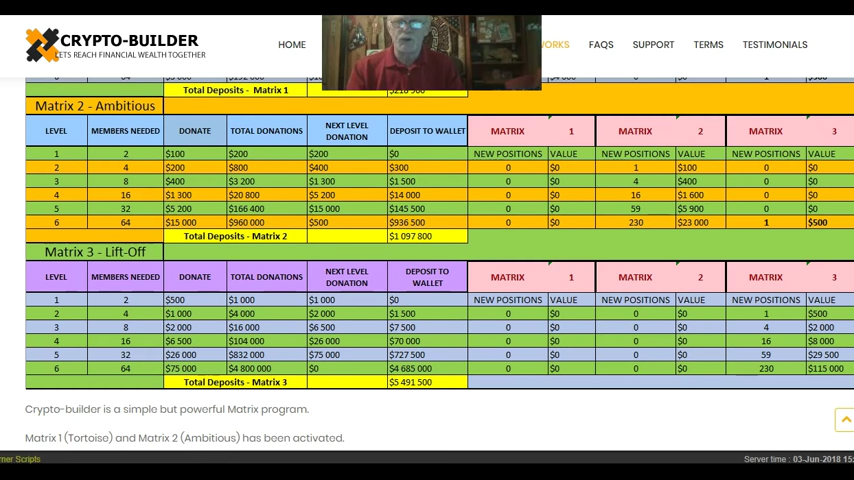 CRYPTO-BUILDER
LETS REACH FINANCIAL WEALTH TOGETHER
HOME WORKS FAQS SUPPORT TERMS TESTIMONIALS
Total Deposits - Matrix 1
Matrix 2 - Ambitious
LEVEL MEMBERS NEEDED DONATE TOTAL DONATIONS NEXT LEVEL DONATION DEPOSIT TO WALLET MATRIX 1 MATRIX 2 MATRIX 3
1 2 $100 $200 $200 $0 NEW POSITIONS VALUE NEW POSITIONS VALUE NEW POSITIONS VALUE
2 4 $200 $800 $400 $300 0 $0 1 $100 0 $0
3 8 $400 $3 200 $1 300 $1 500 0 $0 4 $400 0 $0
4 16 $1 300 $20 800 $5 200 $14 000 0 $0 16 $1 600 0 $0
5 32 $5 200 $166 400 $15 000 $145 500 0 $0 59 $5 900 0 $0
6 64 $15 000 $960 000 $500 $936 500 0 $0 230 $23 000 1 $500
Total Deposits - Matrix 2 $1 097 800
Matrix 3 - Lift-Off
LEVEL MEMBERS NEEDED DONATE TOTAL DONATIONS NEXT LEVEL DONATION DEPOSIT TO WALLET MATRIX 1 MATRIX 2 MATRIX 3
1 2 $500 $1 000 $1 000 $0 NEW POSITIONS VALUE NEW POSITIONS VALUE NEW POSITIONS VALUE
2 4 $1 000 $4 000 $2 000 $1 500 0 $0 0 $0 1 $500
3 8 $2 000 $16 000 $6 500 $7 500 0 $0 0 $0 4 $2 000
4 16 $6 500 $104 000 $26 000 $70 000 0 $0 0 $0 16 $8 000
5 32 $26 000 $832 000 $75 000 $727 500 0 $0 0 $0 59 $29 500
6 64 $75 000 $4 800 000 $0 $4 685 000 0 $0 0 $0 230 $115 000
Total Deposits - Matrix 3 $5 491 500
Crypto-builder is a simple but powerful Matrix program.
Matrix 1 (Tortoise) and Matrix 2 (Ambitious) has been activated.
ner Scripts Server time : 03-Jun-2018 15: